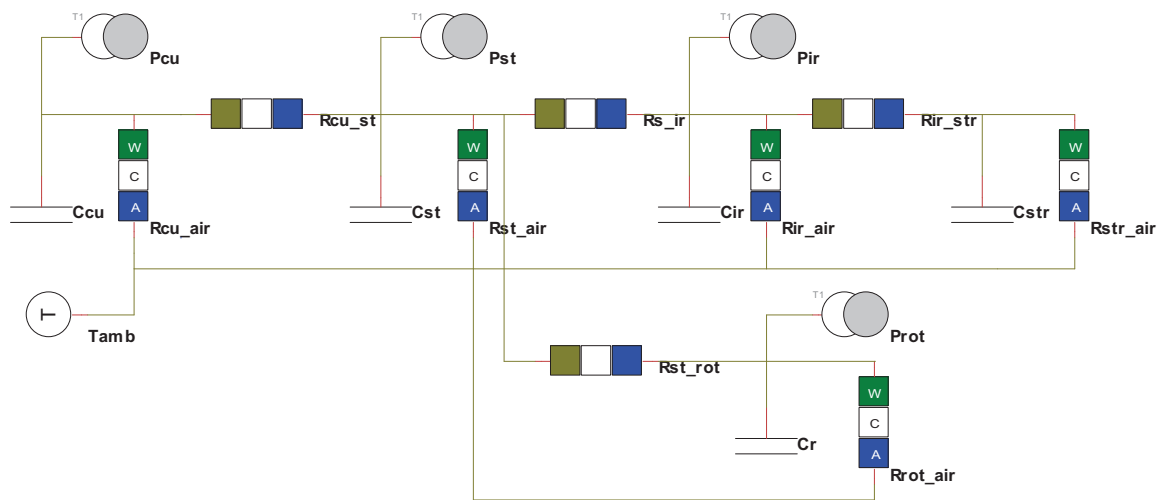 T1
Pcu
T1
Pst
T1
Pir
Rcu_st
Rs_ir
Rir_str
W
C
A
W
C
A
W
C
A
W
C
A
Ccu
Rcu_air
Cst
Rst_air
Cir
Rir_air
Cstr
Rstr_air
T
Tamb
T1
Prot
Rst_rot
W
C
A
Cr
Rrot_air